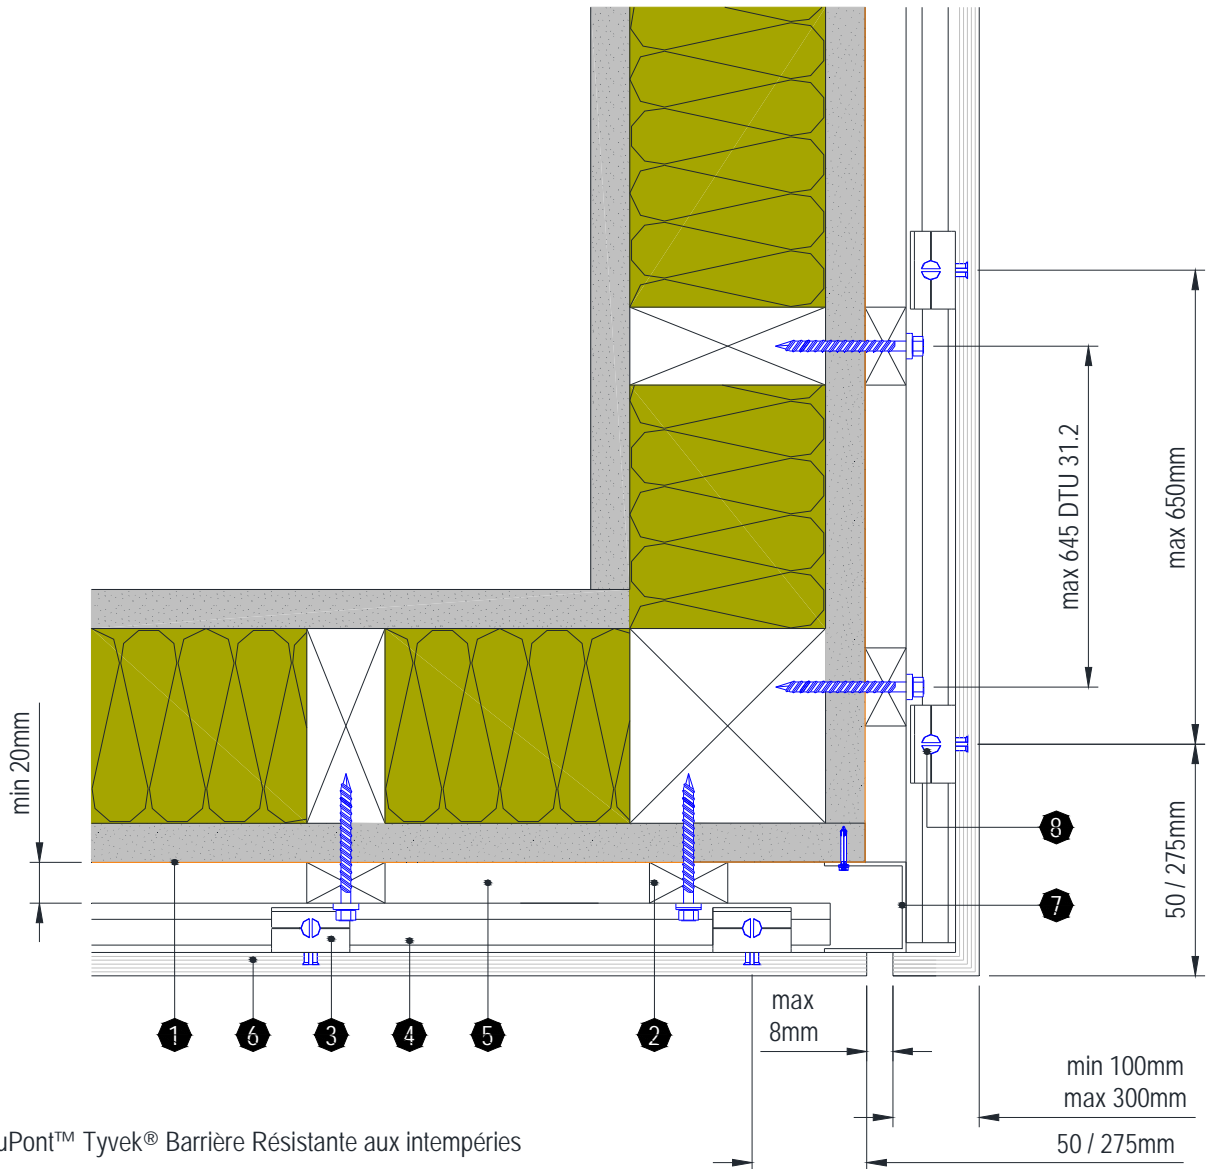 max 645 DTU 31.2
max 650mm
min 20mm
50 / 275mm
8
7
1
6
3
4
5
2
max
8mm
min 100mm
max 300mm
50 / 275mm
uPont™ Tyvek® Barrière Résistante aux intempéries